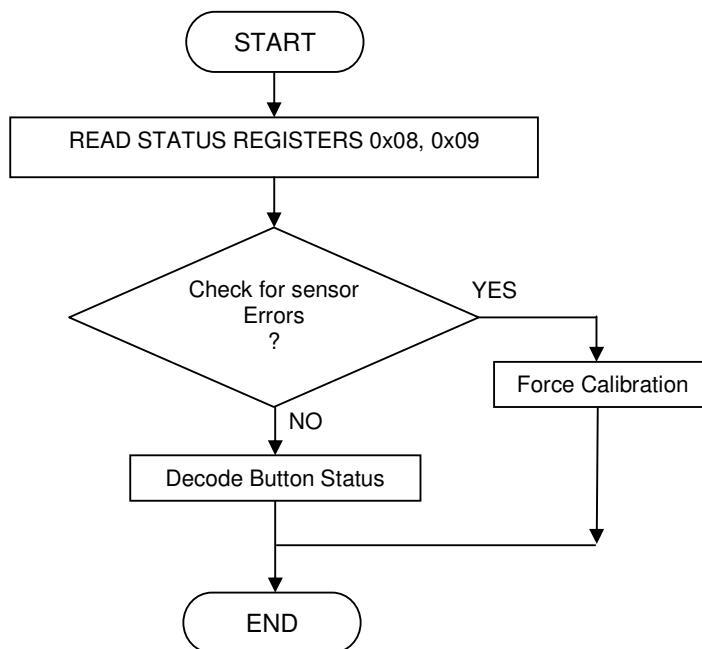 START
READ STATUS REGISTERS 0x08, 0x09
Check for sensor
Errors
?
YES
Force Calibration
NO
Decode Button Status
END